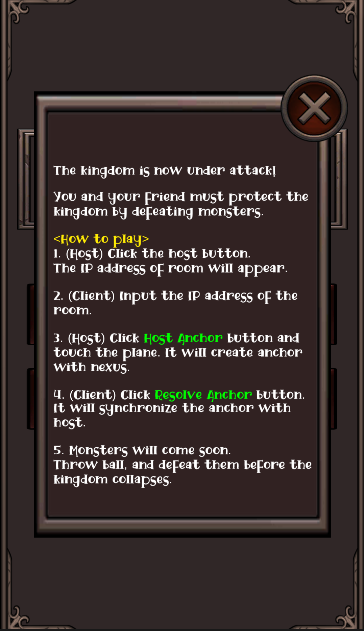 The kingdom is now under attack!
You and your friend must protect the
kingdom by defeating monsters.
<How to play>
1. (Host) Click the host button.
The IP address of room will appear.
2. (Client) Input the IP address of the
room.
3. (Host) Click Host Anchor button and
touch the plane. It will create anchor
with nexus.
4. (Client) Click Resolve Anchor button.
It will synchronize the anchor with
host.
5. Monsters will come soon.
Throw ball, and defeat them before the
kingdom collapses.